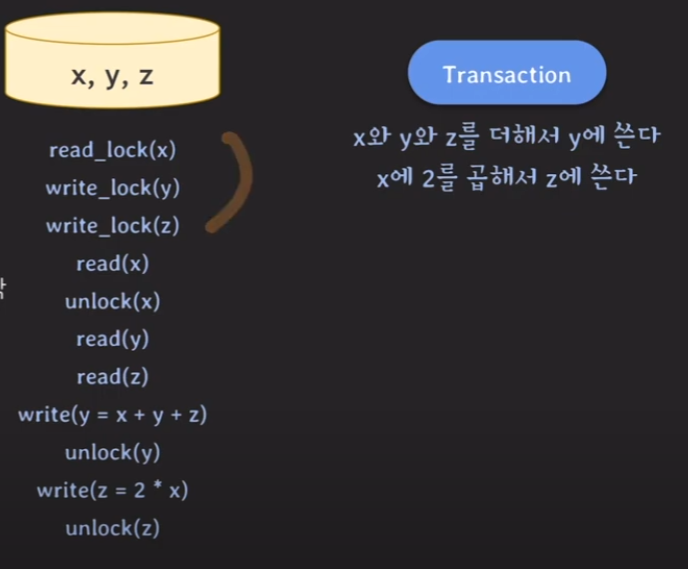 x, y, z
read_lock(x)
write_lock(y)
write_lock(z)
read(x)
unlock(x)
read(y)
read(z)
write(y = x + y + z)
unlock(y)
write(z = 2 * x)
unlock(z)
Transaction
x와 y와 z를 더해서 y에 쓴다
x에 2를 곱해서 z에 쓴다